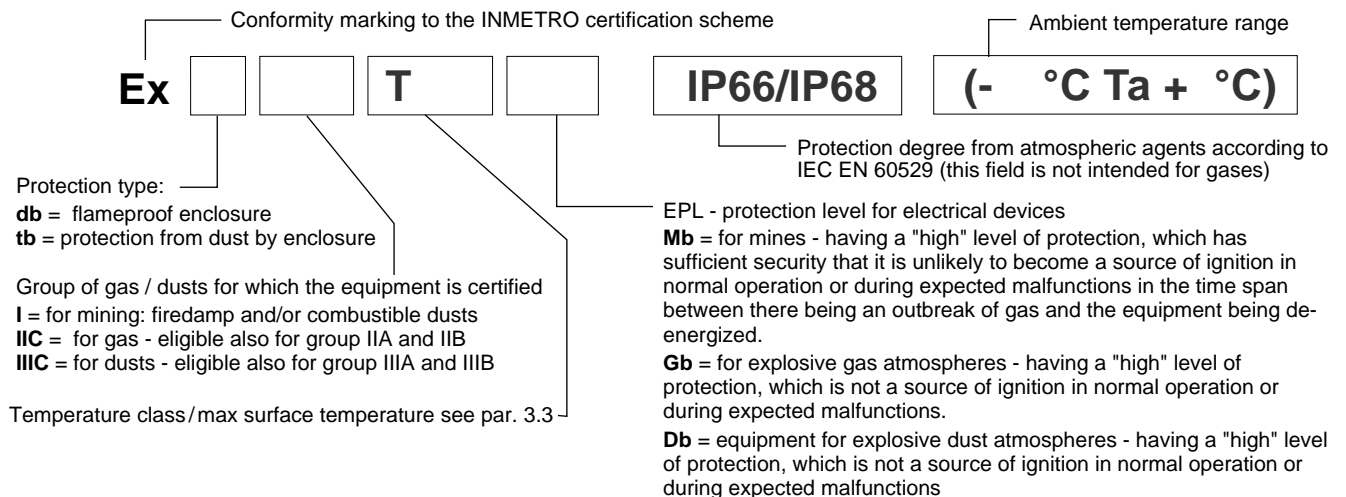 Conformity marking to the INMETRO certification scheme
Ambient temperature range
Ex T IP66/IP68 (- °C Ta + °C)
Protection degree from atmospheric agents according to
IEC EN 60529 (this field is not intended for gases)
Protection type:
db = flameproof enclosure
tb = protection from dust by enclosure
Group of gas / dusts for which the equipment is certified
I = for mining: firedamp and/or combustible dusts
IIC = for gas - eligible also for group IIA and IIB
IIIC = for dusts - eligible also for group IIIA and IIIB
Temperature class/max surface temperature see par. 3.3
EPL - protection level for electrical devices
Mb = for mines - having a "high" level of protection, which has
sufficient security that it is unlikely to become a source of ignition in
normal operation or during expected malfunctions in the time span
between there being an outbreak of gas and the equipment being de-
energized.
Gb = for explosive gas atmospheres - having a "high" level of
protection, which is not a source of ignition in normal operation or
during expected malfunctions.
Db = equipment for explosive dust atmospheres - having a "high" level
of protection, which is not a source of ignition in normal operation or
during expected malfunctions